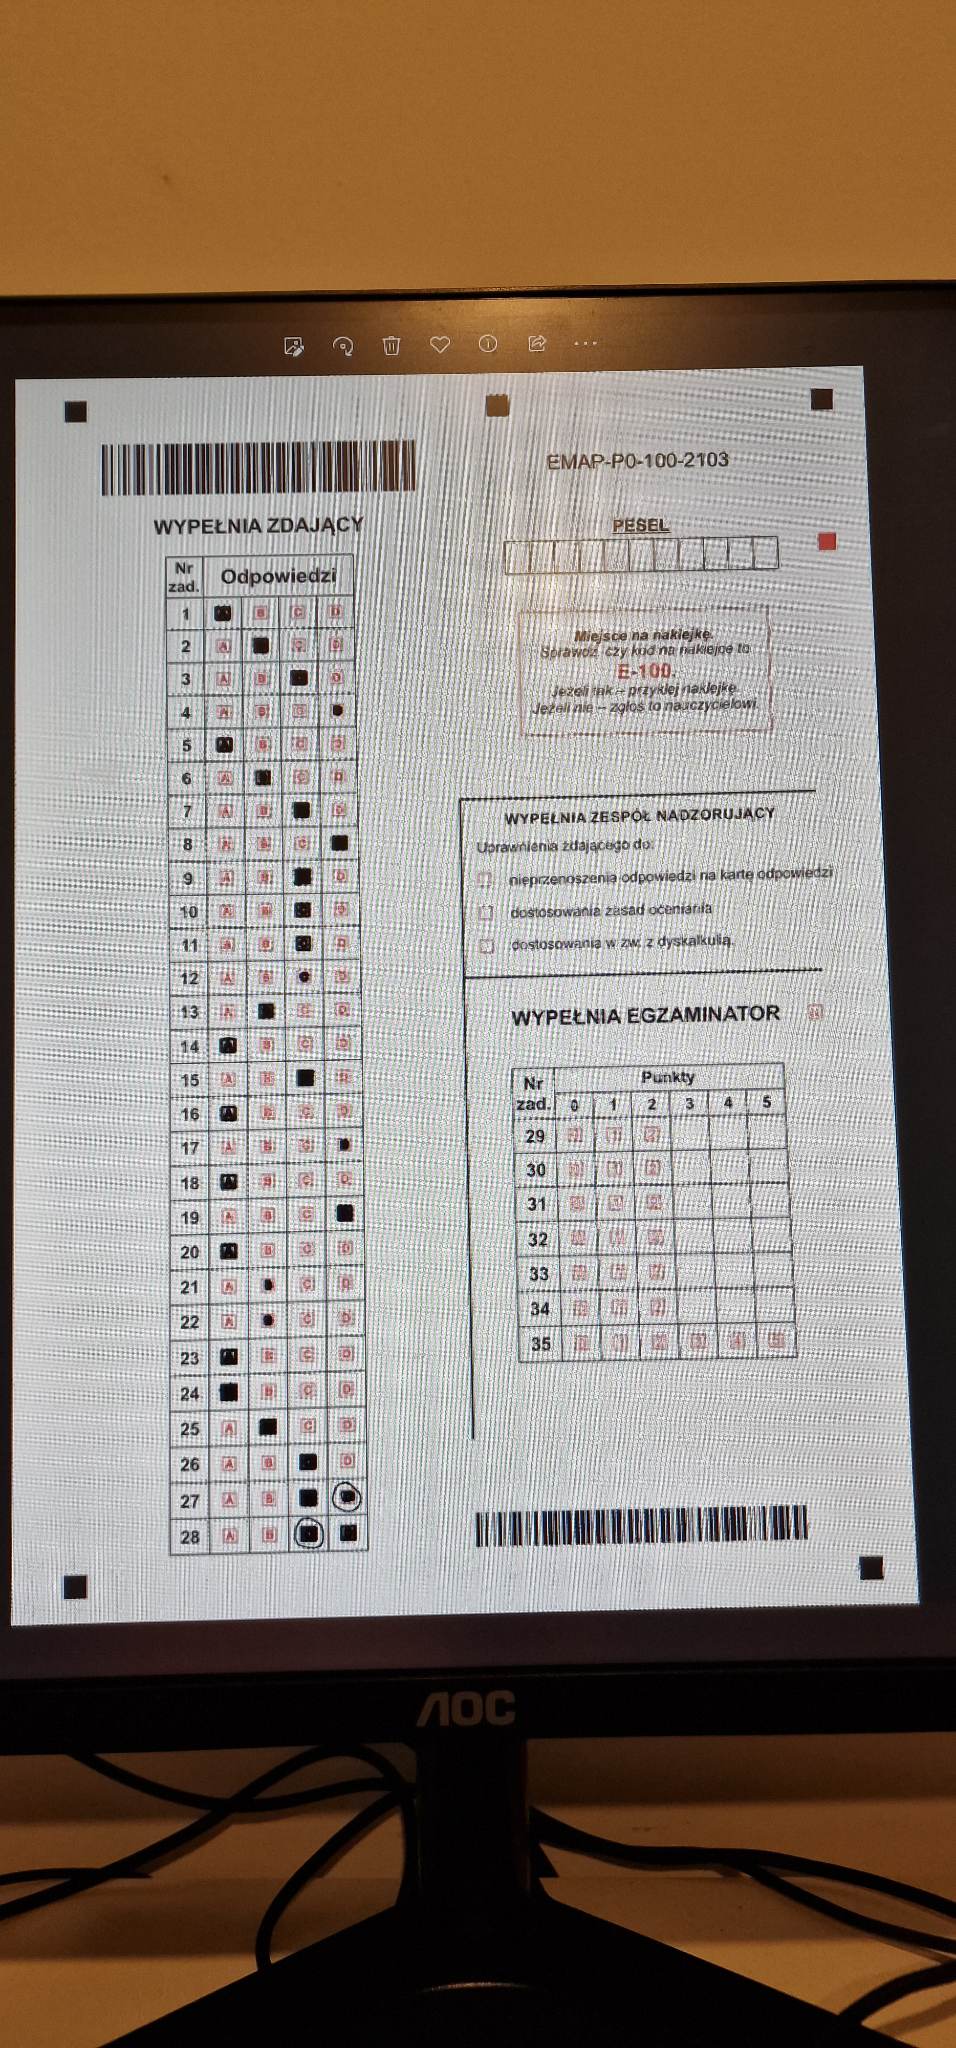 EMAP-P0-100-2103
WYPEŁNIA ZDAJĄCY
PESEL
Nr zad. Odpowiedzi
1 B C D
2 A C D
3 A B D
4 A B C
5 B C D
6 A C D
7 A B D
8 A B C
9 A B D
10 A B D
11 A B D
12 A B D
13 A C D
14 B C D
15 A B D
16 B C D
17 A B C
18 B C D
19 A B C
20 B C D
21 A C D
22 A C D
23 B C D
24 B C D
25 A C D
26 A B D
27 A B
28 A B
Miejsce na naklejkę.
Sprawdź, czy kod na naklejce to
E-100.
Jeżeli tak – przyklej naklejkę.
Jeżeli nie – zgłoś to nauczycielowi.
WYPEŁNIA ZESPÓŁ NADZORUJĄCY
Uprawnienia zdającego do:
nieprzenoszenia odpowiedzi na kartę odpowiedzi
dostosowania zasad oceniania
dostosowania w zw. z dyskalkulią.
WYPEŁNIA EGZAMINATOR
Nr zad. Punkty
0 1 2 3 4 5
29 0 1 2
30 0 1 2
31 0 1 2
32 0 1 2
33 0 1 2
34 0 1 2
35 0 1 2 3 4 5
AOC